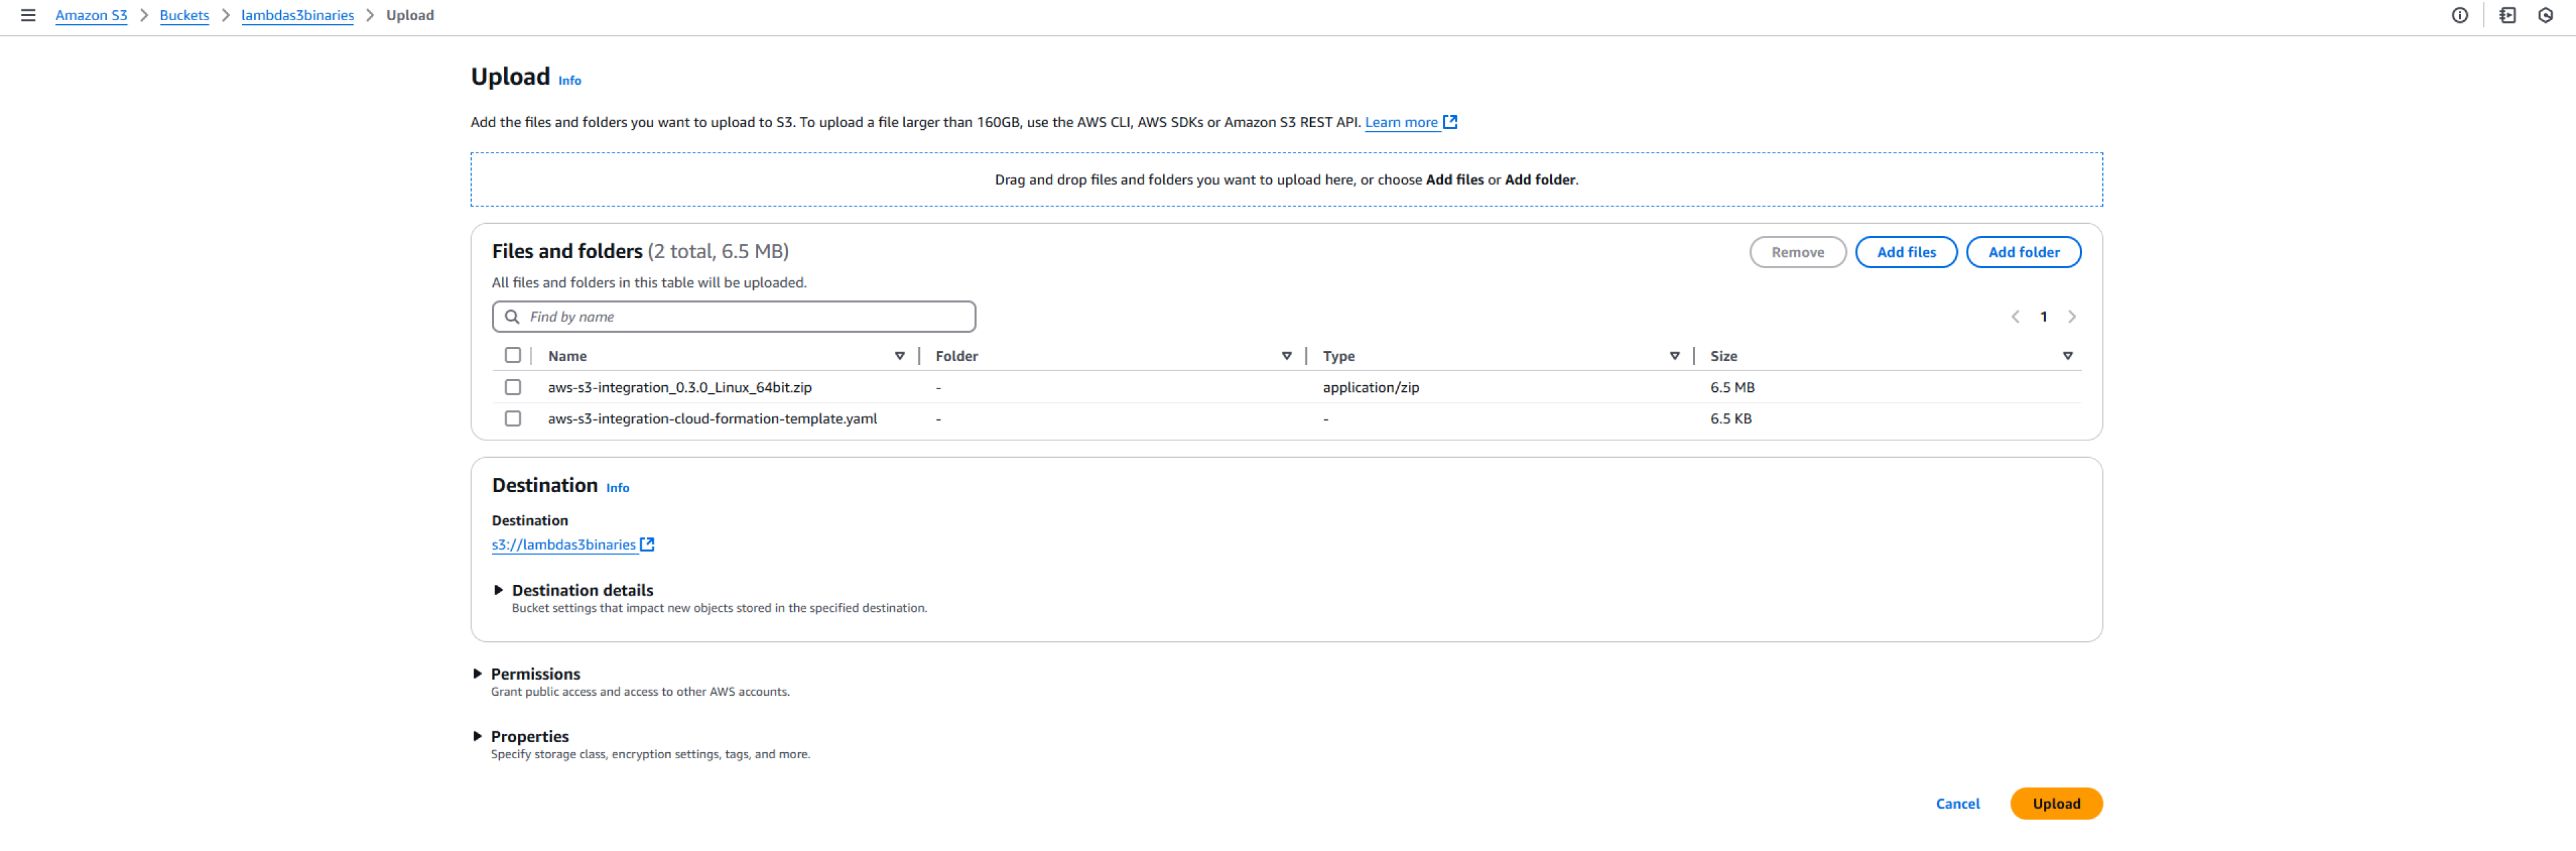 Amazon S3 > Buckets > lambdas3binaries > Upload
Upload Info
Add the files and folders you want to upload to S3. To upload a file larger than 160GB, use the AWS CLI, AWS SDKs or Amazon S3 REST API. Learn more
Drag and drop files and folders you want to upload here, or choose Add files or Add folder.
Files and folders (2 total, 6.5 MB)
Remove Add files Add folder
All files and folders in this table will be uploaded.
Find by name
1
Name Folder Type Size
aws-s3-integration_0.3.0_Linux_64bit.zip - application/zip 6.5 MB
aws-s3-integration-cloud-formation-template.yaml - - 6.5 KB
Destination Info
Destination
s3://lambdas3binaries
Destination details
Bucket settings that impact new objects stored in the specified destination.
Permissions
Grant public access and access to other AWS accounts.
Properties
Specify storage class, encryption settings, tags, and more.
Cancel Upload